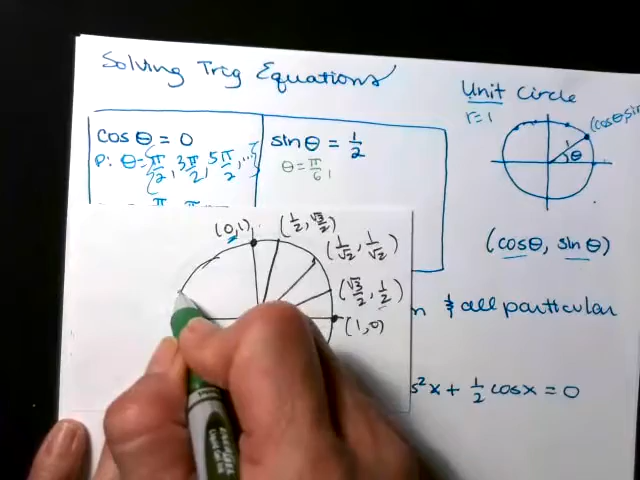 Solving Trig Equations
Unit Circle
r=1
(cosθ, sin
θ
cos θ = 0
P: θ = { π/2, 3π/2, 5π/2, ... }
sin θ = 1/2
θ = π/6,
(cosθ, sinθ)
(0,1)
(1/2, √3/2)
(1/√2, 1/√2)
(√3/2, 1/2)
(1,0)
& all particular
s²x + 1/2 cosx = 0